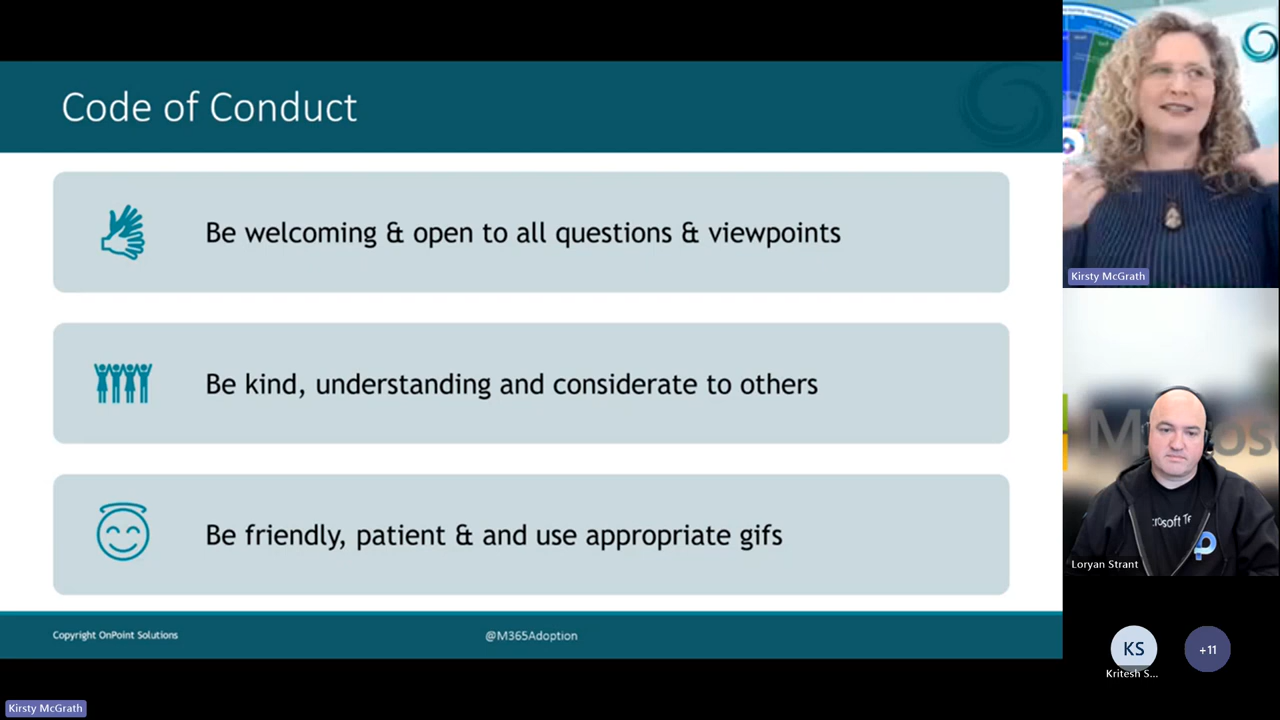 Code of Conduct
Be welcoming & open to all questions & viewpoints
Be kind, understanding and considerate to others
Be friendly, patient & and use appropriate gifs
Copyright OnPoint Solutions
@M365Adoption
Kirsty McGrath
Kirsty McGrath
Loryan Strant
KS
Kritesh S...
+11